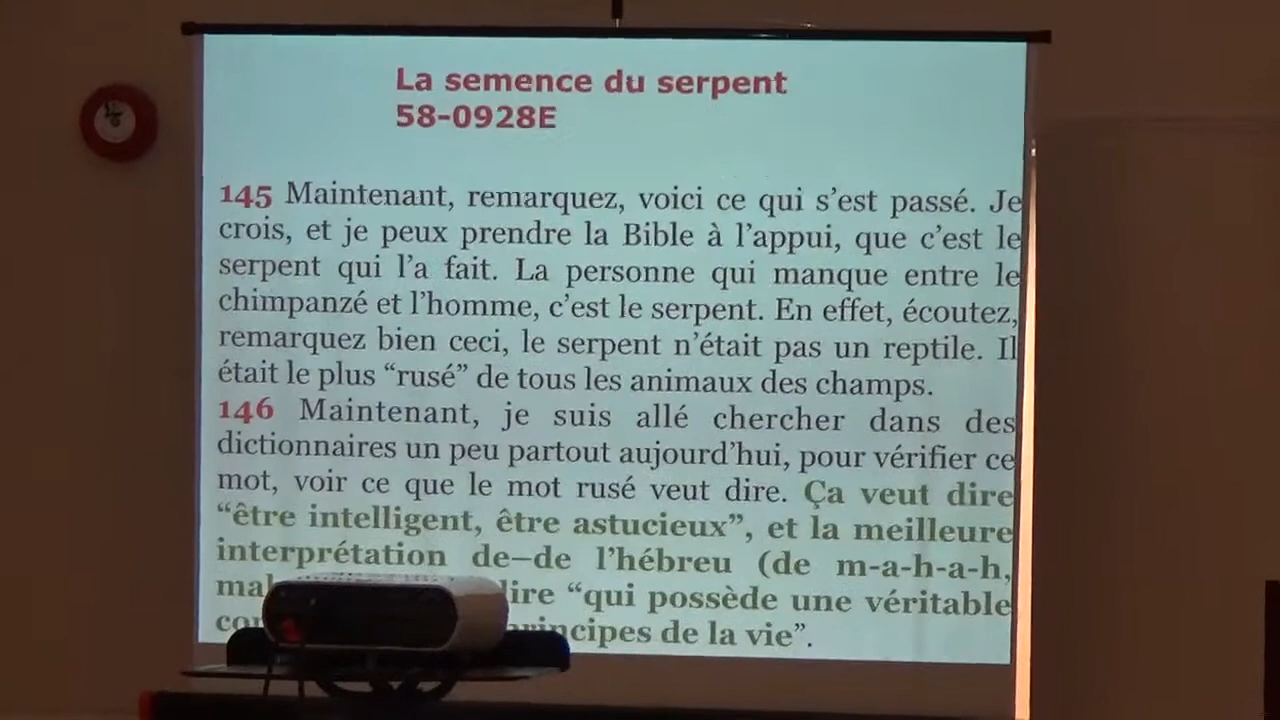 La semence du serpent
58-0928E
145 Maintenant, remarquez, voici ce qui s'est passé. Je
crois, et je peux prendre la Bible à l'appui, que c'est le
serpent qui l'a fait. La personne qui manque entre le
chimpanzé et l'homme, c'est le serpent. En effet, écoutez,
remarquez bien ceci, le serpent n'était pas un reptile. Il
était le plus “rusé” de tous les animaux des champs.
146 Maintenant, je suis allé chercher dans des
dictionnaires un peu partout aujourd'hui, pour vérifier ce
mot, voir ce que le mot rusé veut dire. Ça veut dire
“être intelligent, être astucieux”, et la meilleure
interprétation de–de l'hébreu (de m-a-h-a-h,
“qui possède une véritable
de la vie”.